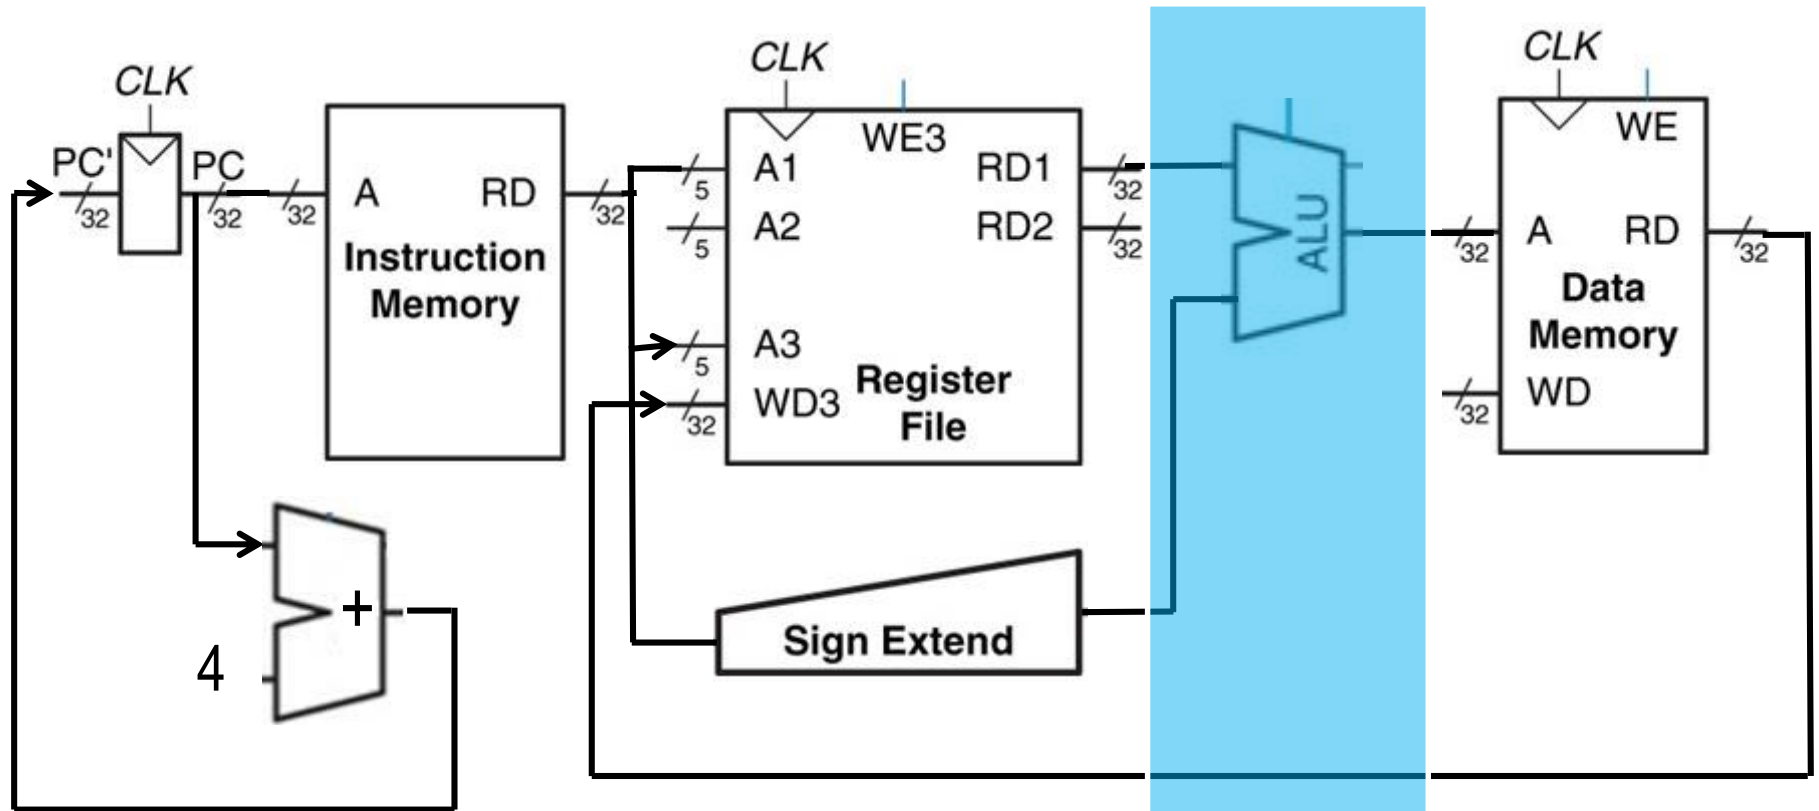 CLK
PC'
32
PC
32
32
A
RD
Instruction
Memory
32
4
+
CLK
WE3
5
A1
RD1
32
5
A2
RD2
32
5
A3
32
WD3
Register
File
Sign Extend
ALU
CLK
WE
32
A
RD
32
Data
Memory
32
WD